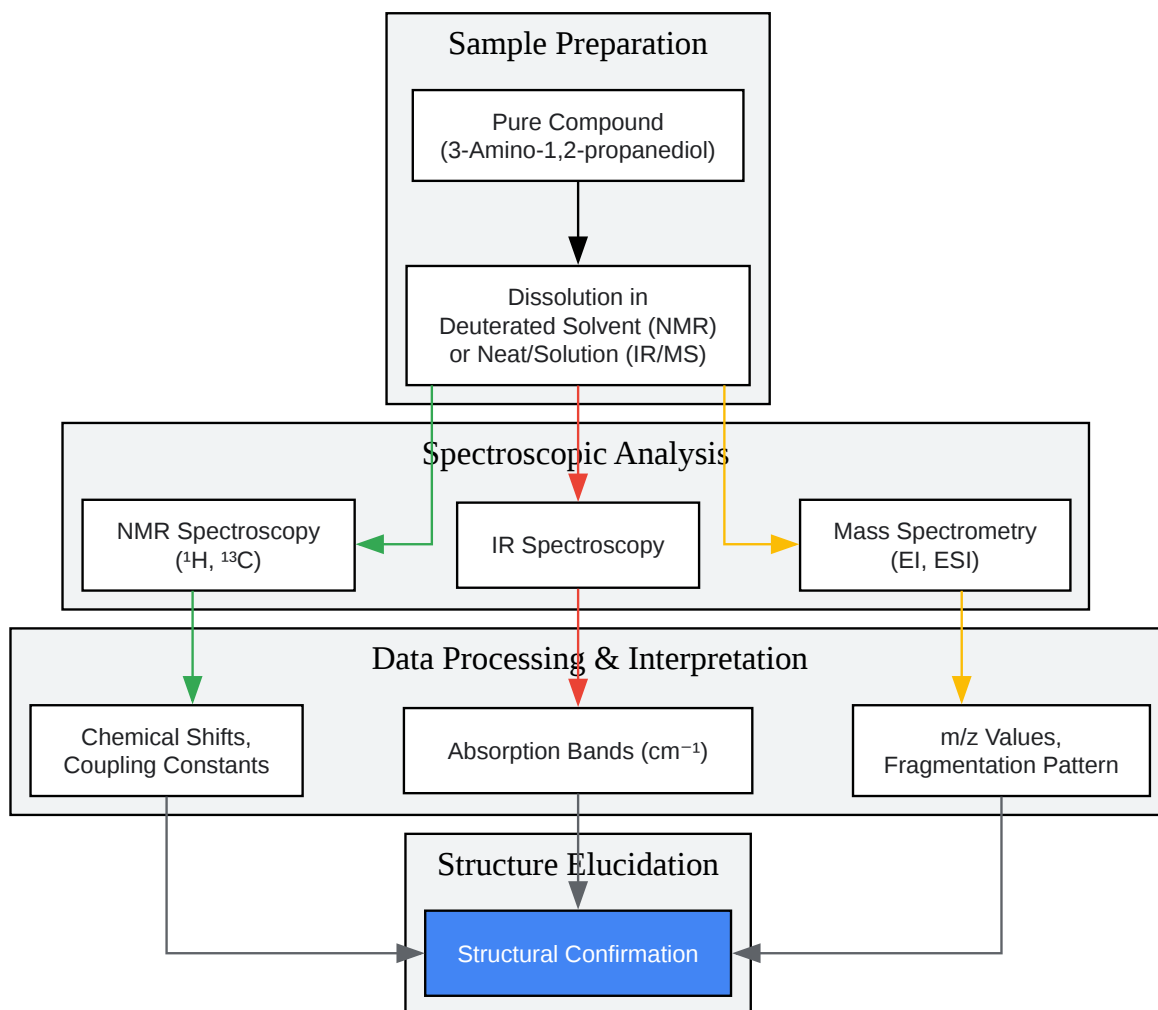 Sample Preparation
Pure Compound
(3-Amino-1,2-propanediol)
Dissolution in
Deuterated Solvent (NMR)
or Neat/Solution (IR/MS)
Spectroscopic Analysis
NMR Spectroscopy
(¹H, ¹³C)
IR Spectroscopy
Mass Spectrometry
(EI, ESI)
Data Processing & Interpretation
Chemical Shifts,
Coupling Constants
Absorption Bands (cm⁻¹)
m/z Values,
Fragmentation Pattern
Structure Elucidation
Structural Confirmation